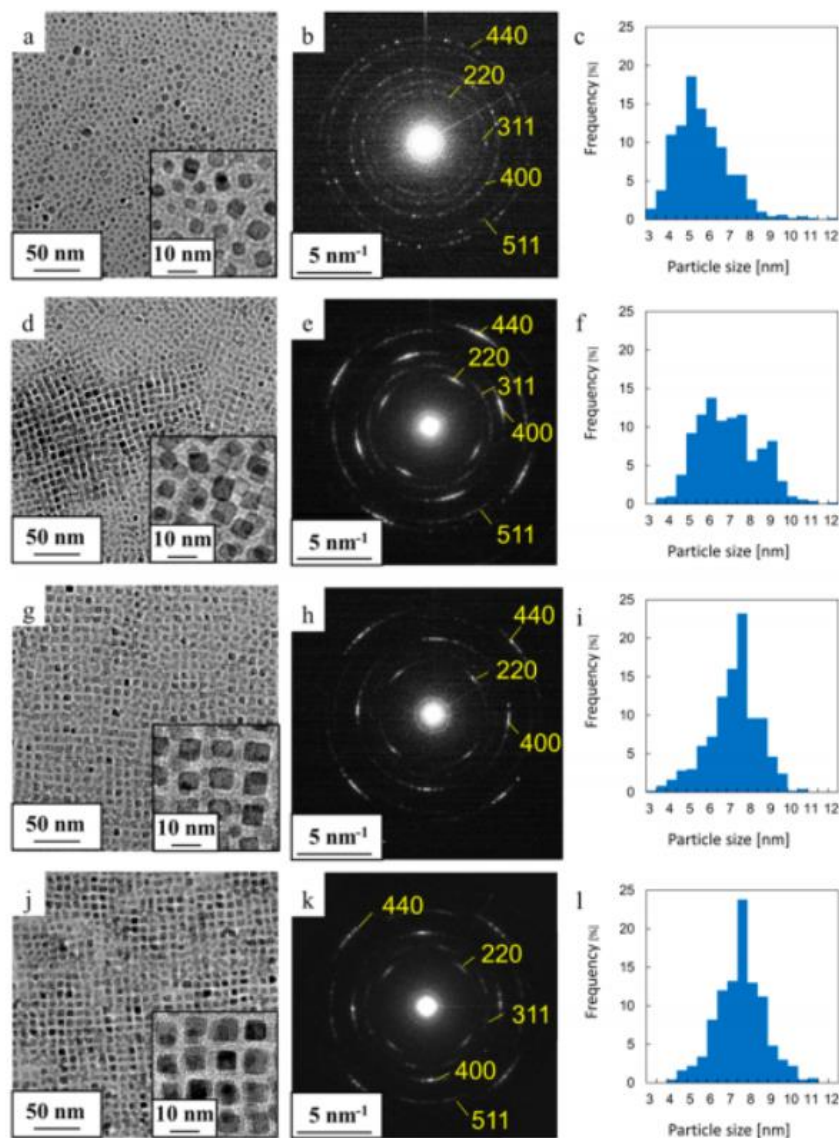 a
50 nm
10 nm
b
440
220
311
400
511
5 nm⁻¹
c
Frequency [%]
25
20
15
10
5
0
3 4 5 6 7 8 9 10 11 12
Particle size [nm]
d
50 nm
10 nm
e
440
220
311
400
511
5 nm⁻¹
f
Frequency [%]
25
20
15
10
5
0
3 4 5 6 7 8 9 10 11 12
Particle size [nm]
g
50 nm
10 nm
h
440
220
400
5 nm⁻¹
i
Frequency [%]
25
20
15
10
5
0
3 4 5 6 7 8 9 10 11 12
Particle size [nm]
j
50 nm
10 nm
k
440
220
311
400
511
5 nm⁻¹
l
Frequency [%]
25
20
15
10
5
0
3 4 5 6 7 8 9 10 11 12
Particle size [nm]